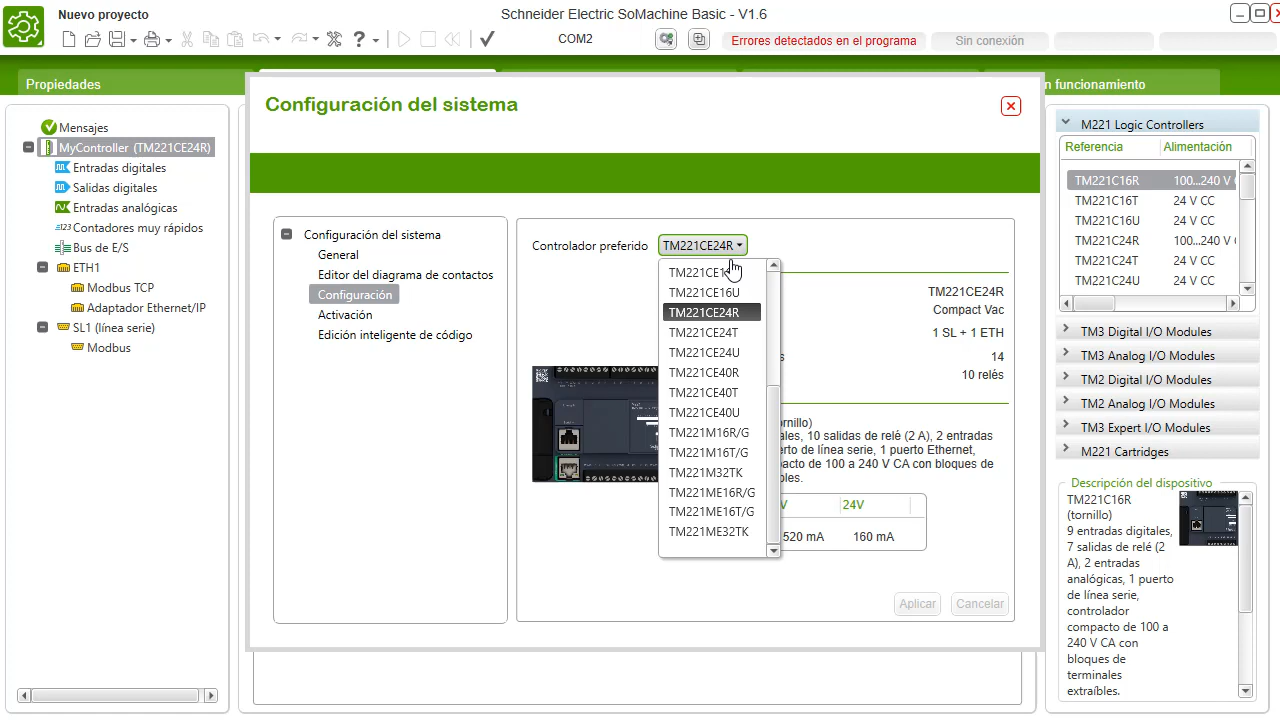 Nuevo proyecto
Schneider Electric SoMachine Basic - V1.6
COM2
Errores detectados en el programa
Sin conexión
Propiedades
n funcionamiento
Mensajes
MyController (TM221CE24R)
Entradas digitales
Salidas digitales
Entradas analógicas
Contadores muy rápidos
Bus de E/S
ETH1
Modbus TCP
Adaptador Ethernet/IP
SL1 (línea serie)
Modbus
Configuración del sistema
Configuración del sistema
General
Editor del diagrama de contactos
Configuración
Activación
Edición inteligente de código
Controlador preferido
TM221CE24R
TM221CE16U
TM221CE24R
TM221CE24T
TM221CE24U
TM221CE40R
TM221CE40T
TM221CE40U
TM221M16R/G
TM221M16T/G
TM221M32TK
TM221ME16R/G
TM221ME16T/G
TM221ME32TK
TM221CE24R
Compact Vac
1 SL + 1 ETH
s 14
10 relés
ornillo)
ales, 10 salidas de relé (2 A), 2 entradas
rto de línea serie, 1 puerto Ethernet,
pacto de 100 a 240 V CA con bloques de
bles.
V 24V
520 mA 160 mA
Aplicar
Cancelar
M221 Logic Controllers
Referencia Alimentación
TM221C16R 100...240 V
TM221C16T 24 V CC
TM221C16U 24 V CC
TM221C24R 100...240 V
TM221C24T 24 V CC
TM221C24U 24 V CC
TM3 Digital I/O Modules
TM3 Analog I/O Modules
TM2 Digital I/O Modules
TM2 Analog I/O Modules
TM3 Expert I/O Modules
M221 Cartridges
Descripción del dispositivo
TM221C16R
(tornillo)
9 entradas digitales,
7 salidas de relé (2
A), 2 entradas
analógicas, 1 puerto
de línea serie,
controlador
compacto de 100 a
240 V CA con
bloques de
terminales
extraíbles.